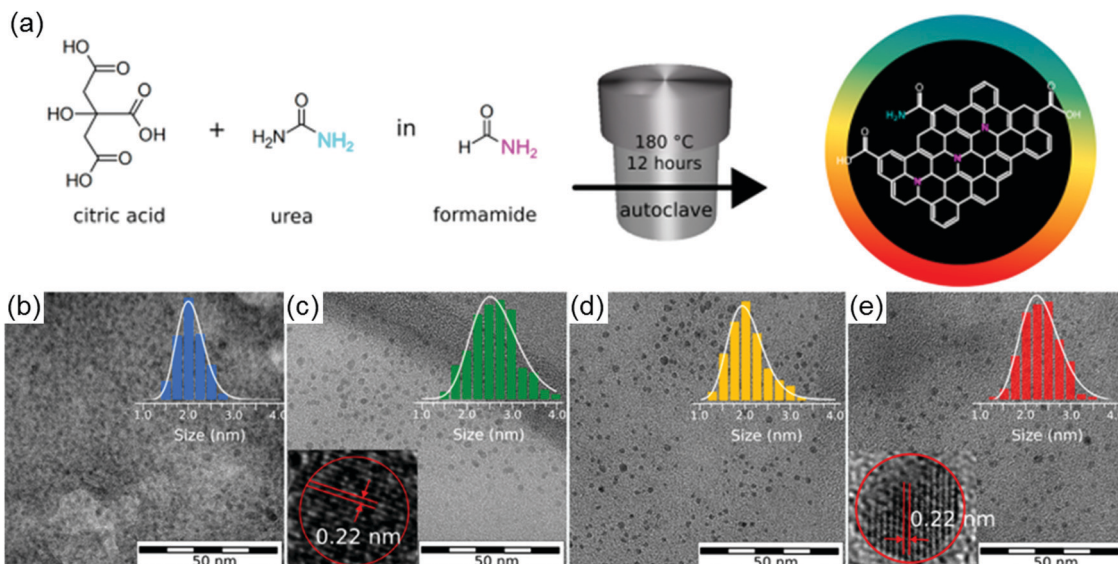 (a)
HO
O
O
HO
OH
O
HO
citric acid
+
O
H₂N
NH₂
urea
in
O
H
NH₂
formamide
180 °C
12 hours
autoclave
O
H₂N
O
OH
HO
O
N
N
N
(b)
1.0 2.0 3.0 4.0
Size (nm)
50 nm
(c)
1.0 2.0 3.0 4.0
Size (nm)
0.22 nm
50 nm
(d)
1.0 2.0 3.0 4.0
Size (nm)
50 nm
(e)
1.0 2.0 3.0 4.0
Size (nm)
0.22 nm
50 nm